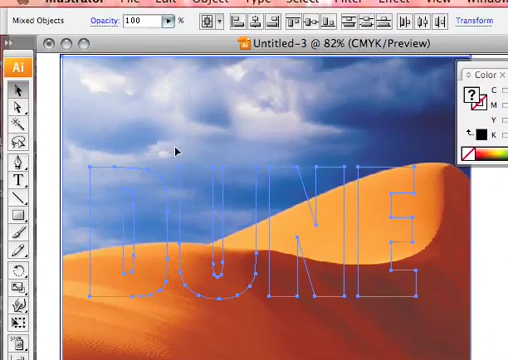 Illustrator File Edit Object Type Select Filter Effect View
Mixed Objects Opacity: 100 % Transform
Untitled-3 @ 82% (CMYK/Preview)
Ai
Color
C
M
Y
K
?
T
DUNE